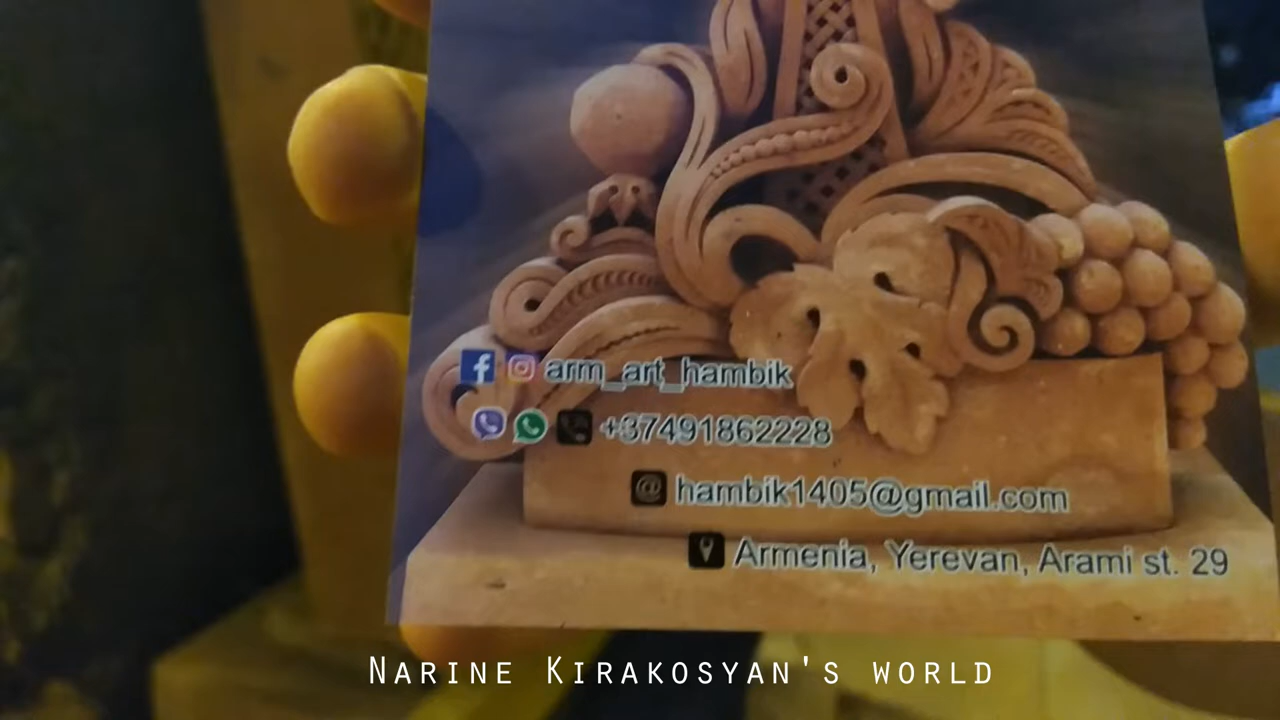 arm_art_hambik
+37491862228
hambik1405@gmail.com
Armenia, Yerevan, Arami st. 29
Narine Kirakosyan's world